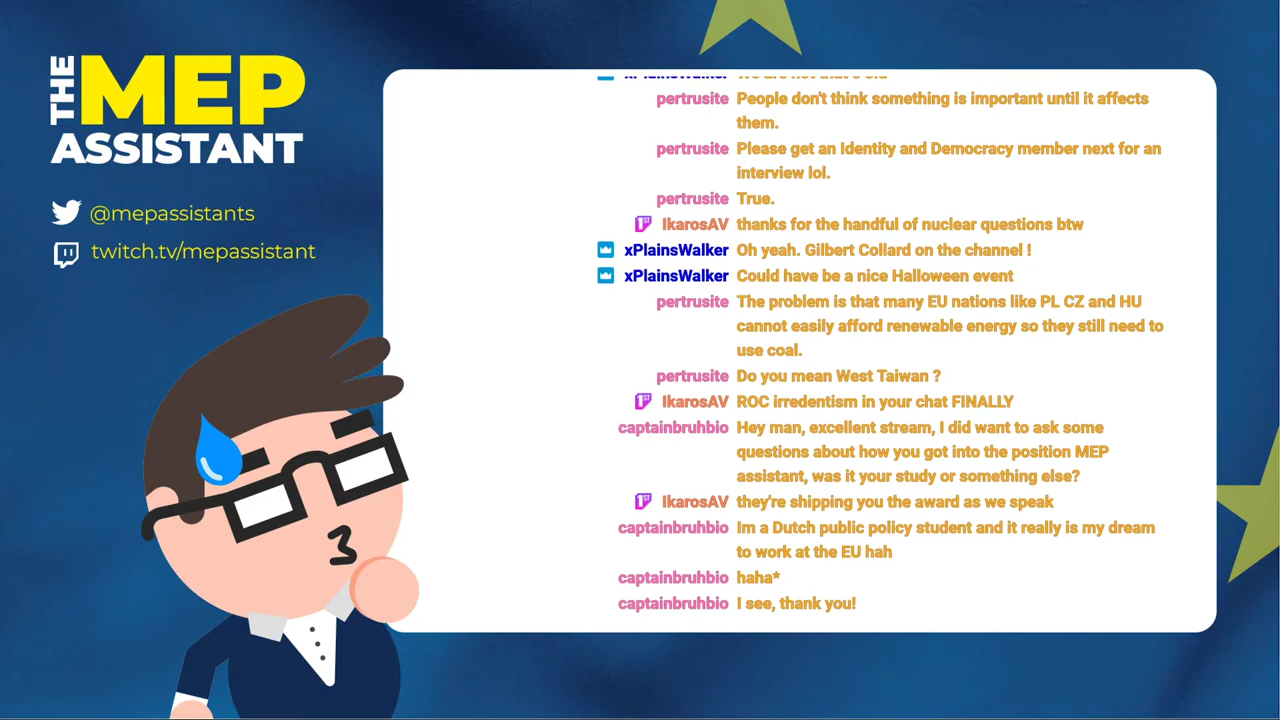 THE
MEP
ASSISTANT
@mepassistants
twitch.tv/mepassistant
pertrusite People don't think something is important until it affects
them.
pertrusite Please get an Identity and Democracy member next for an
interview lol.
pertrusite True.
IkarosAV thanks for the handful of nuclear questions btw
xPlainsWalker Oh yeah. Gilbert Collard on the channel !
xPlainsWalker Could have be a nice Halloween event
pertrusite The problem is that many EU nations like PL CZ and HU
cannot easily afford renewable energy so they still need to
use coal.
pertrusite Do you mean West Taiwan ?
1ST IkarosAV ROC irredentism in your chat FINALLY
captainbruhbio Hey man, excellent stream, I did want to ask some
questions about how you got into the position MEP
assistant, was it your study or something else?
1ST IkarosAV they're shipping you the award as we speak
captainbruhbio Im a Dutch public policy student and it really is my dream
to work at the EU hah
captainbruhbio haha*
captainbruhbio I see, thank you!